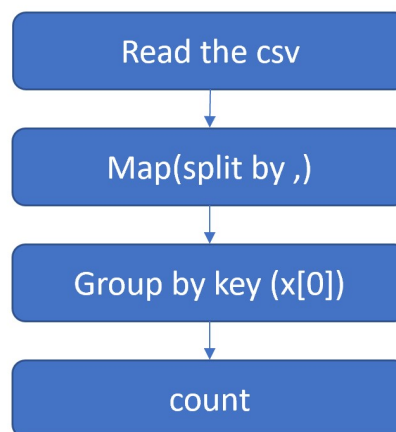 Read the csv
Map(split by ,)
Group by key (x[0])
count